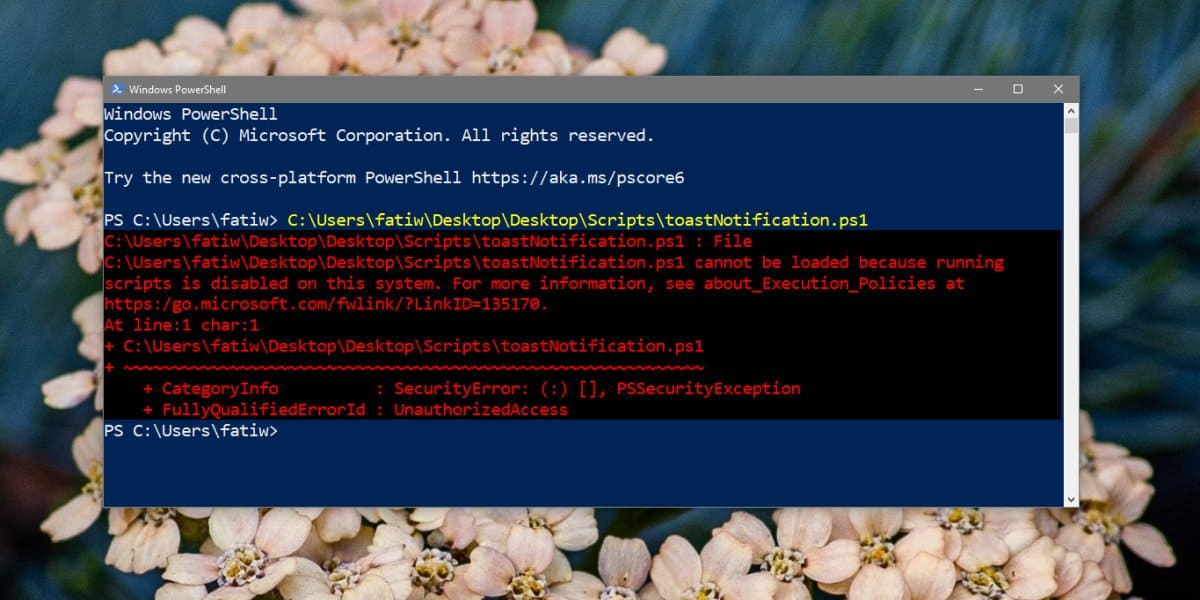 Windows PowerShell
Windows PowerShell
Copyright (C) Microsoft Corporation. All rights reserved.
Try the new cross-platform PowerShell https://aka.ms/pscore6
PS C:\Users\fatiw> C:\Users\fatiw\Desktop\Desktop\Scripts\toastNotification.ps1
C:\Users\fatiw\Desktop\Desktop\Scripts\toastNotification.ps1 : File
C:\Users\fatiw\Desktop\Desktop\Scripts\toastNotification.ps1 cannot be loaded because running
scripts is disabled on this system. For more information, see about_Execution_Policies at
https:/go.microsoft.com/fwlink/?LinkID=135170.
At line:1 char:1
+ C:\Users\fatiw\Desktop\Desktop\Scripts\toastNotification.ps1
+ ~~~~~~~~~~~~~~~~~~~~~~~~~~~~~~~~~~~~~~~~~~~~~~~~~~~~~~~~~~~~
    + CategoryInfo          : SecurityError: (:) [], PSSecurityException
    + FullyQualifiedErrorId : UnauthorizedAccess
PS C:\Users\fatiw>